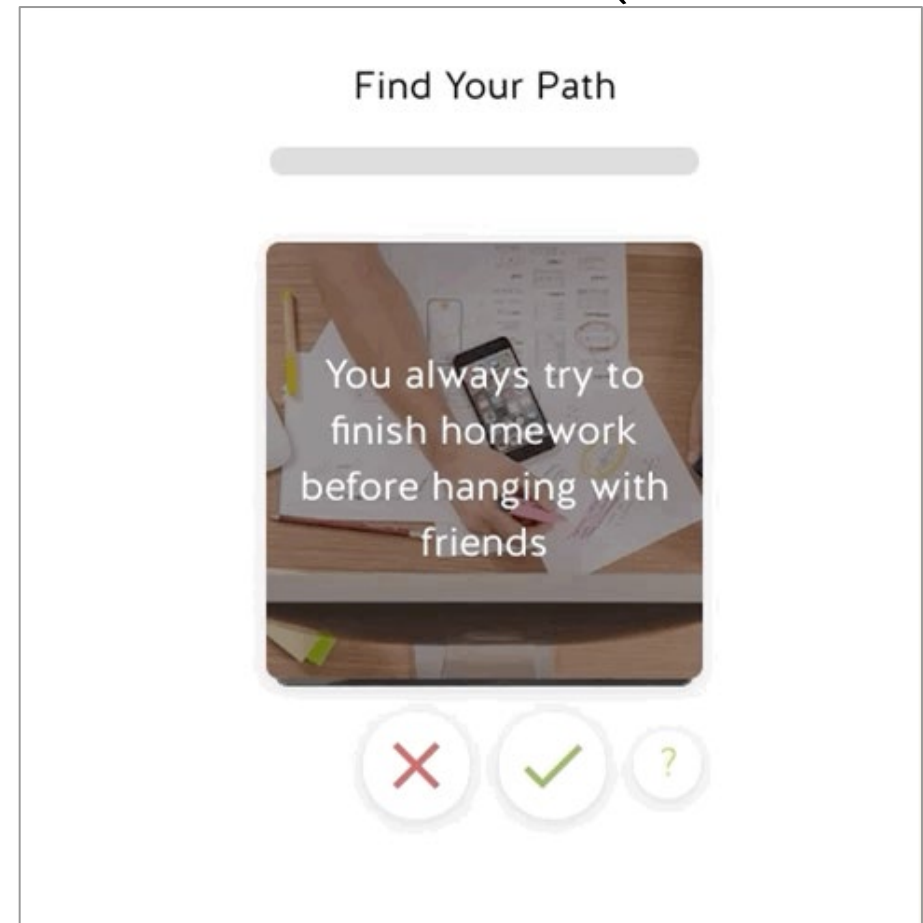 Find Your Path
You always try to
finish homework
before hanging with
friends
?